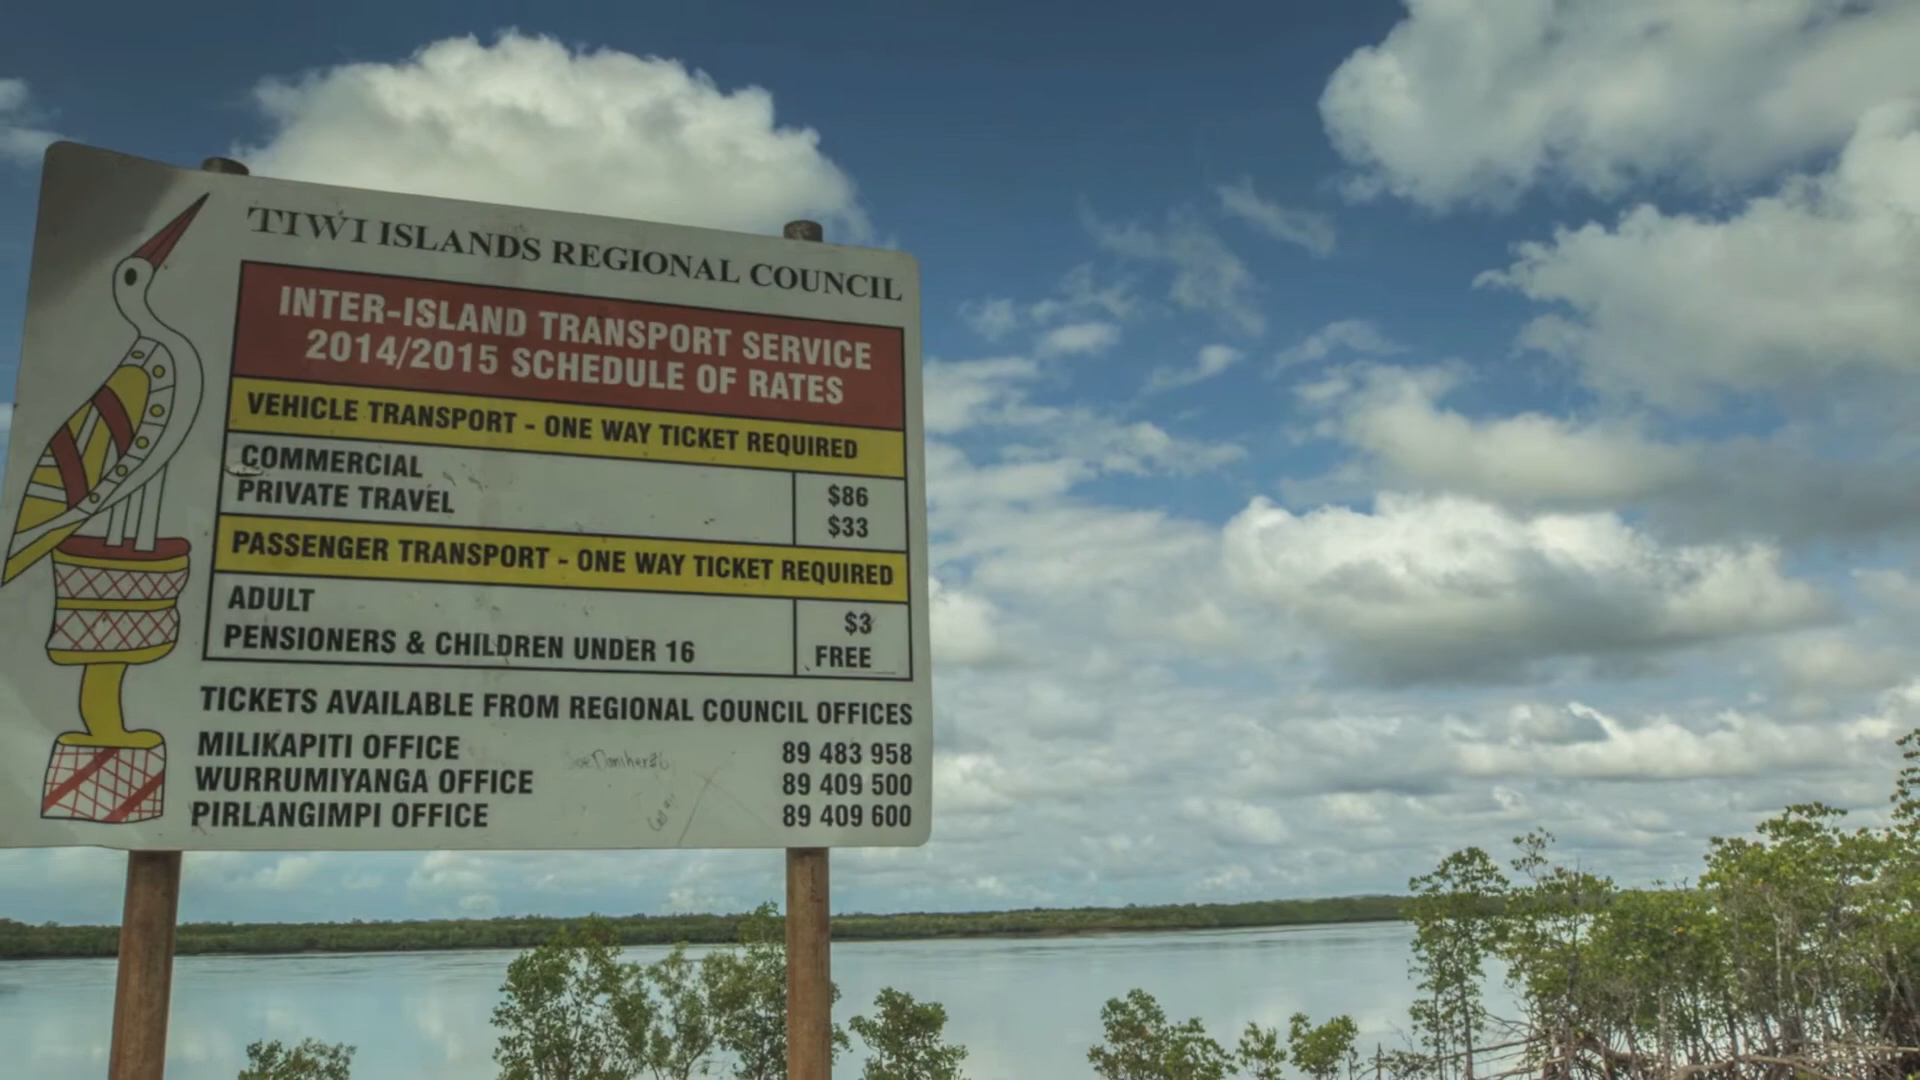 TIWI ISLANDS REGIONAL COUNCIL
INTER-ISLAND TRANSPORT SERVICE
2014/2015 SCHEDULE OF RATES
VEHICLE TRANSPORT - ONE WAY TICKET REQUIRED
COMMERCIAL $86
PRIVATE TRAVEL $33
PASSENGER TRANSPORT - ONE WAY TICKET REQUIRED
ADULT $3
PENSIONERS & CHILDREN UNDER 16 FREE
TICKETS AVAILABLE FROM REGIONAL COUNCIL OFFICES
MILIKAPITI OFFICE 89 483 958
WURRUMIYANGA OFFICE 89 409 500
PIRLANGIMPI OFFICE 89 409 600